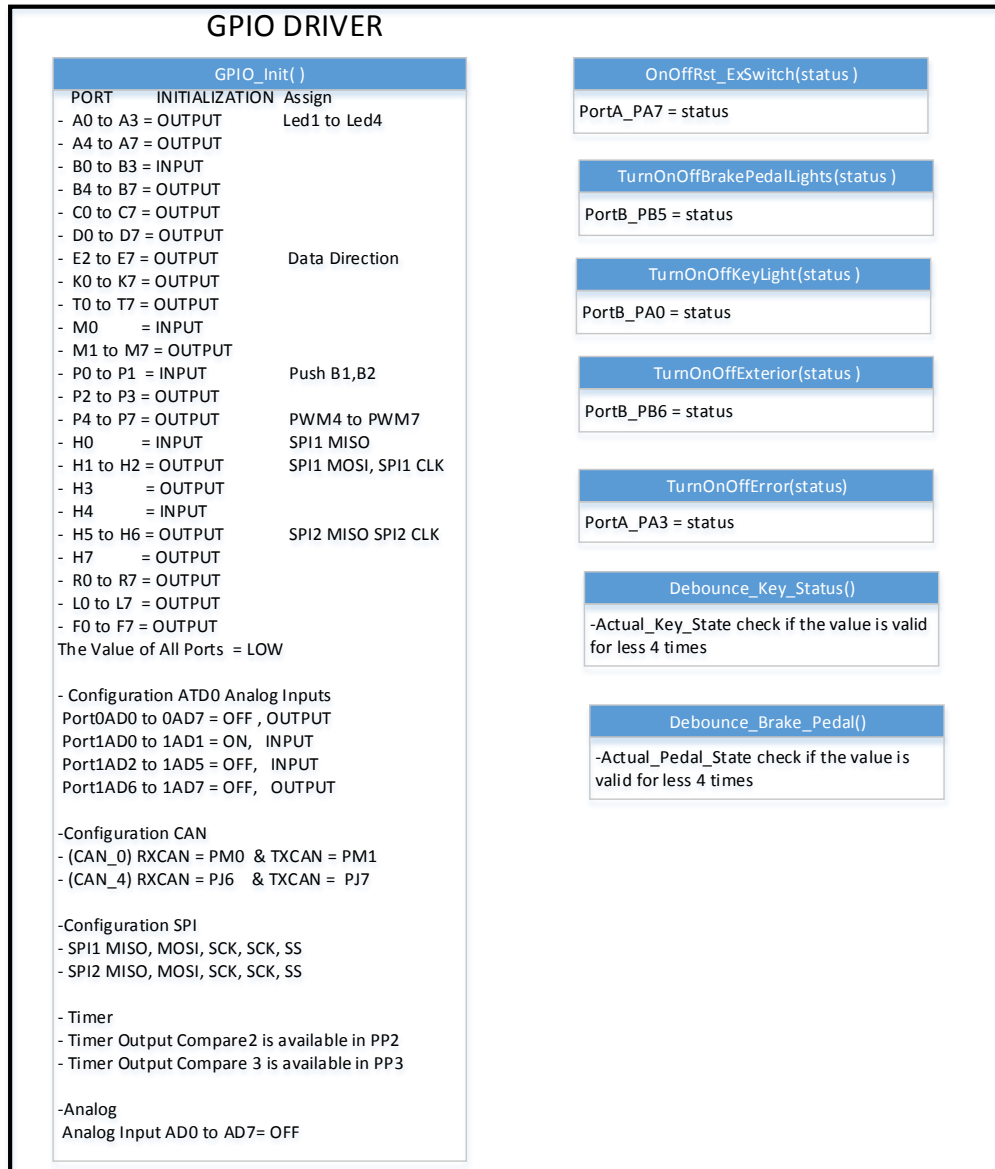 GPIO DRIVER
GPIO_Init( )
PORT INITIALIZATION Assign
- A0 to A3 = OUTPUT Led1 to Led4
- A4 to A7 = OUTPUT
- B0 to B3 = INPUT
- B4 to B7 = OUTPUT
- C0 to C7 = OUTPUT
- D0 to D7 = OUTPUT
- E2 to E7 = OUTPUT Data Direction
- K0 to K7 = OUTPUT
- T0 to T7 = OUTPUT
- M0 = INPUT
- M1 to M7 = OUTPUT
- P0 to P1 = INPUT Push B1,B2
- P2 to P3 = OUTPUT
- P4 to P7 = OUTPUT PWM4 to PWM7
- H0 = INPUT SPI1 MISO
- H1 to H2 = OUTPUT SPI1 MOSI, SPI1 CLK
- H3 = OUTPUT
- H4 = INPUT
- H5 to H6 = OUTPUT SPI2 MISO SPI2 CLK
- H7 = OUTPUT
- R0 to R7 = OUTPUT
- L0 to L7 = OUTPUT
- F0 to F7 = OUTPUT
The Value of All Ports = LOW
- Configuration ATD0 Analog Inputs
Port0AD0 to 0AD7 = OFF , OUTPUT
Port1AD0 to 1AD1 = ON, INPUT
Port1AD2 to 1AD5 = OFF, INPUT
Port1AD6 to 1AD7 = OFF, OUTPUT
-Configuration CAN
- (CAN_0) RXCAN = PM0 & TXCAN = PM1
- (CAN_4) RXCAN = PJ6 & TXCAN = PJ7
-Configuration SPI
- SPI1 MISO, MOSI, SCK, SCK, SS
- SPI2 MISO, MOSI, SCK, SCK, SS
- Timer
- Timer Output Compare2 is available in PP2
- Timer Output Compare 3 is available in PP3
-Analog
Analog Input AD0 to AD7= OFF
OnOffRst_ExSwitch(status )
PortA_PA7 = status
TurnOnOffBrakePedalLights(status )
PortB_PB5 = status
TurnOnOffKeyLight(status )
PortB_PA0 = status
TurnOnOffExterior(status )
PortB_PB6 = status
TurnOnOffError(status)
PortA_PA3 = status
Debounce_Key_Status()
-Actual_Key_State check if the value is valid
for less 4 times
Debounce_Brake_Pedal()
-Actual_Pedal_State check if the value is
valid for less 4 times